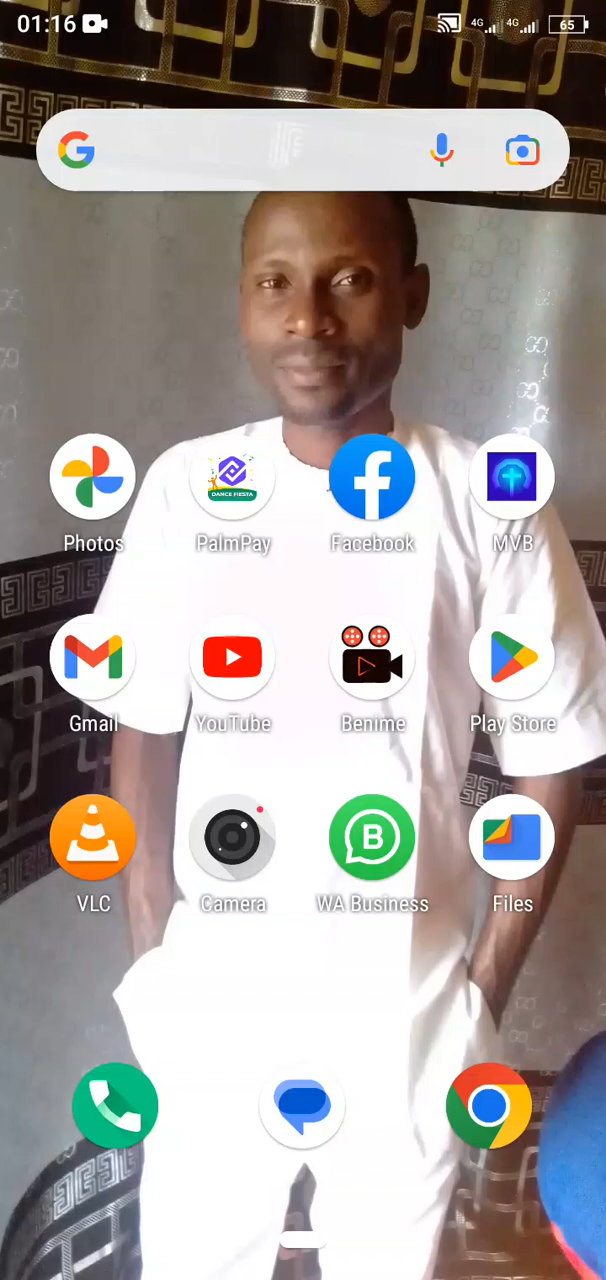 01:16
4G 4G 65
DANCE FIESTA
Photos PalmPay Facebook MVB
Gmail YouTube Benime Play Store
B
VLC Camera WA Business Files